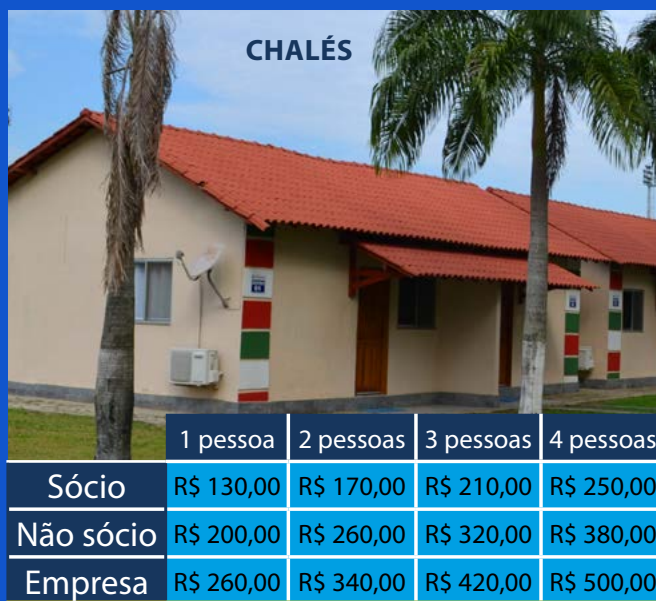 CHALÉS
1 pessoa 2 pessoas 3 pessoas 4 pessoas
Sócio R$ 130,00 R$ 170,00 R$ 210,00 R$ 250,00
Não sócio R$ 200,00 R$ 260,00 R$ 320,00 R$ 380,00
Empresa R$ 260,00 R$ 340,00 R$ 420,00 R$ 500,00